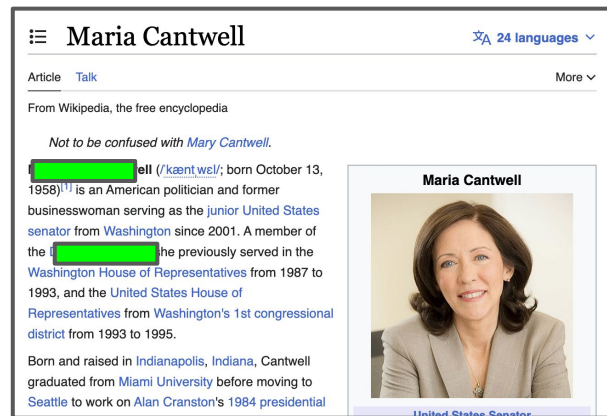 Maria Cantwell
24 languages
Article Talk More
From Wikipedia, the free encyclopedia
Not to be confused with Mary Cantwell.
ell (/ˈkæntwɛl/; born October 13,
1958)[1] is an American politician and former
businesswoman serving as the junior United States
senator from Washington since 2001. A member of
the he previously served in the
Washington House of Representatives from 1987 to
1993, and the United States House of
Representatives from Washington's 1st congressional
district from 1993 to 1995.
Born and raised in Indianapolis, Indiana, Cantwell
graduated from Miami University before moving to
Seattle to work on Alan Cranston's 1984 presidential
Maria Cantwell
United States Senator